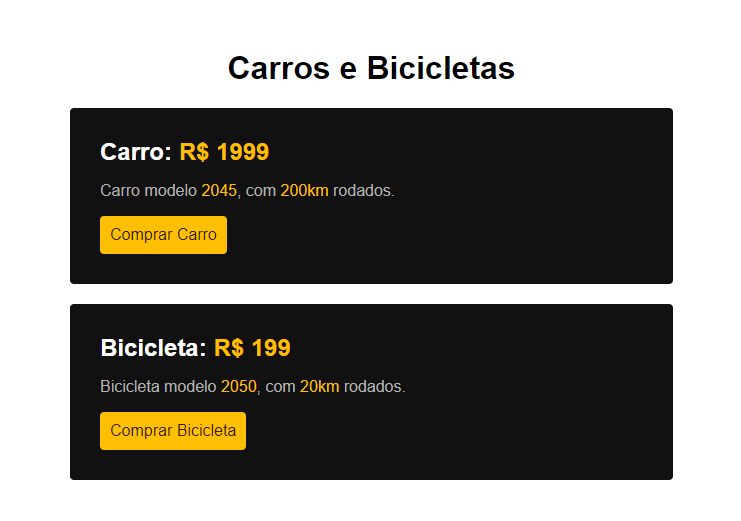 Carros e Bicicletas
Carro: R$ 1999
Carro modelo 2045, com 200km rodados.
Comprar Carro
Bicicleta: R$ 199
Bicicleta modelo 2050, com 20km rodados.
Comprar Bicicleta